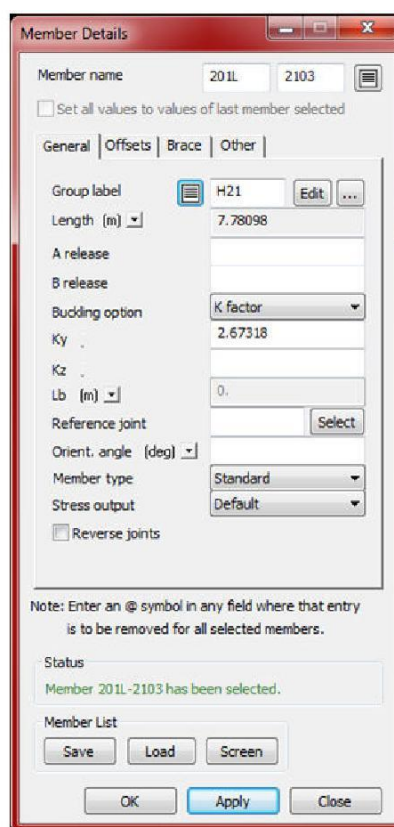 Member Details
Member name 201L 2103
Set all values to values of last member selected
General Offsets Brace Other
Group label H21 Edit ...
Length (m) 7.78098
A release
B release
Buckling option K factor
Ky 2.67318
Kz
Lb (m) 0.
Reference joint Select
Orient. angle (deg)
Member type Standard
Stress output Default
Reverse joints
Note: Enter an @ symbol in any field where that entry
is to be removed for all selected members.
Status
Member 201L-2103 has been selected.
Member List
Save Load Screen
OK Apply Close